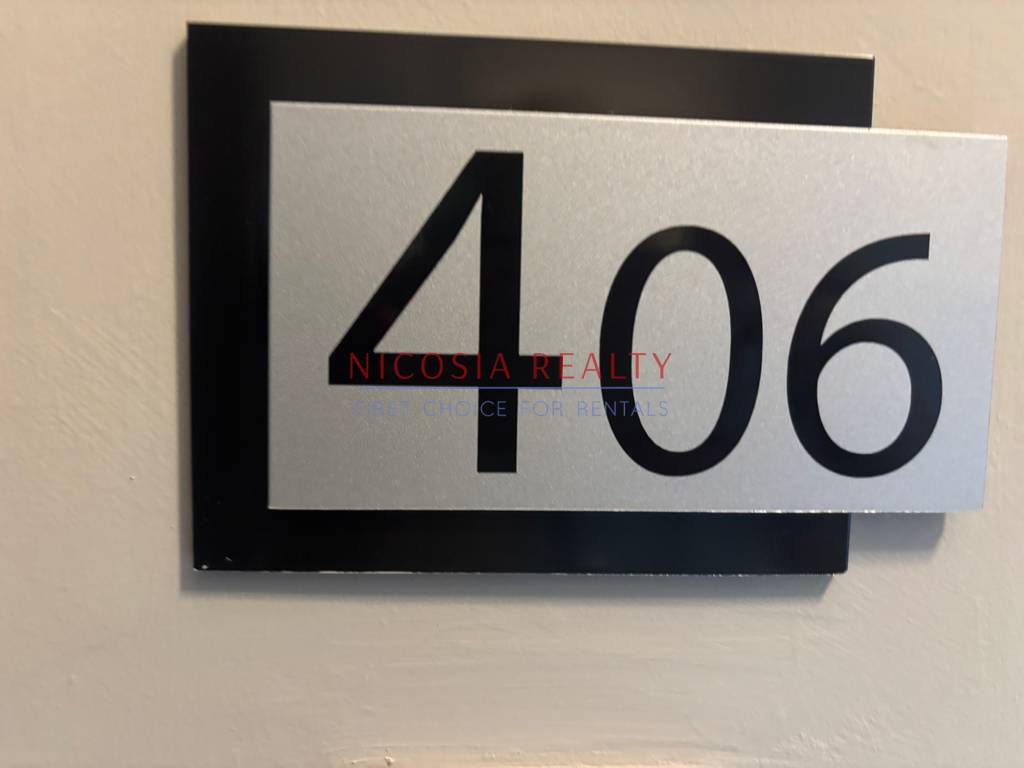 406
NICOSIA REALTY
FIRST CHOICE FOR RENTALS